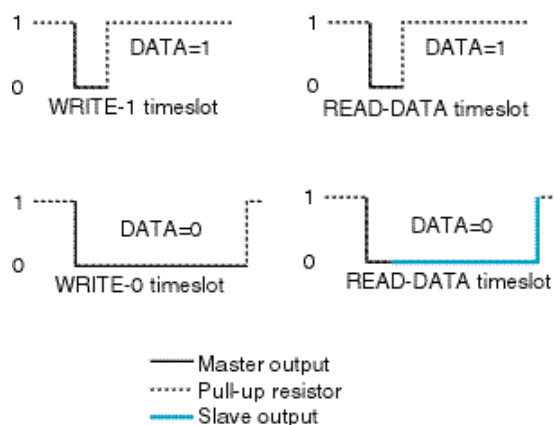 1 DATA=1 1 DATA=1
0 0
WRITE-1 timeslot READ-DATA timeslot
1 DATA=0 1 DATA=0
0 0
WRITE-0 timeslot READ-DATA timeslot
Master output
Pull-up resistor
Slave output